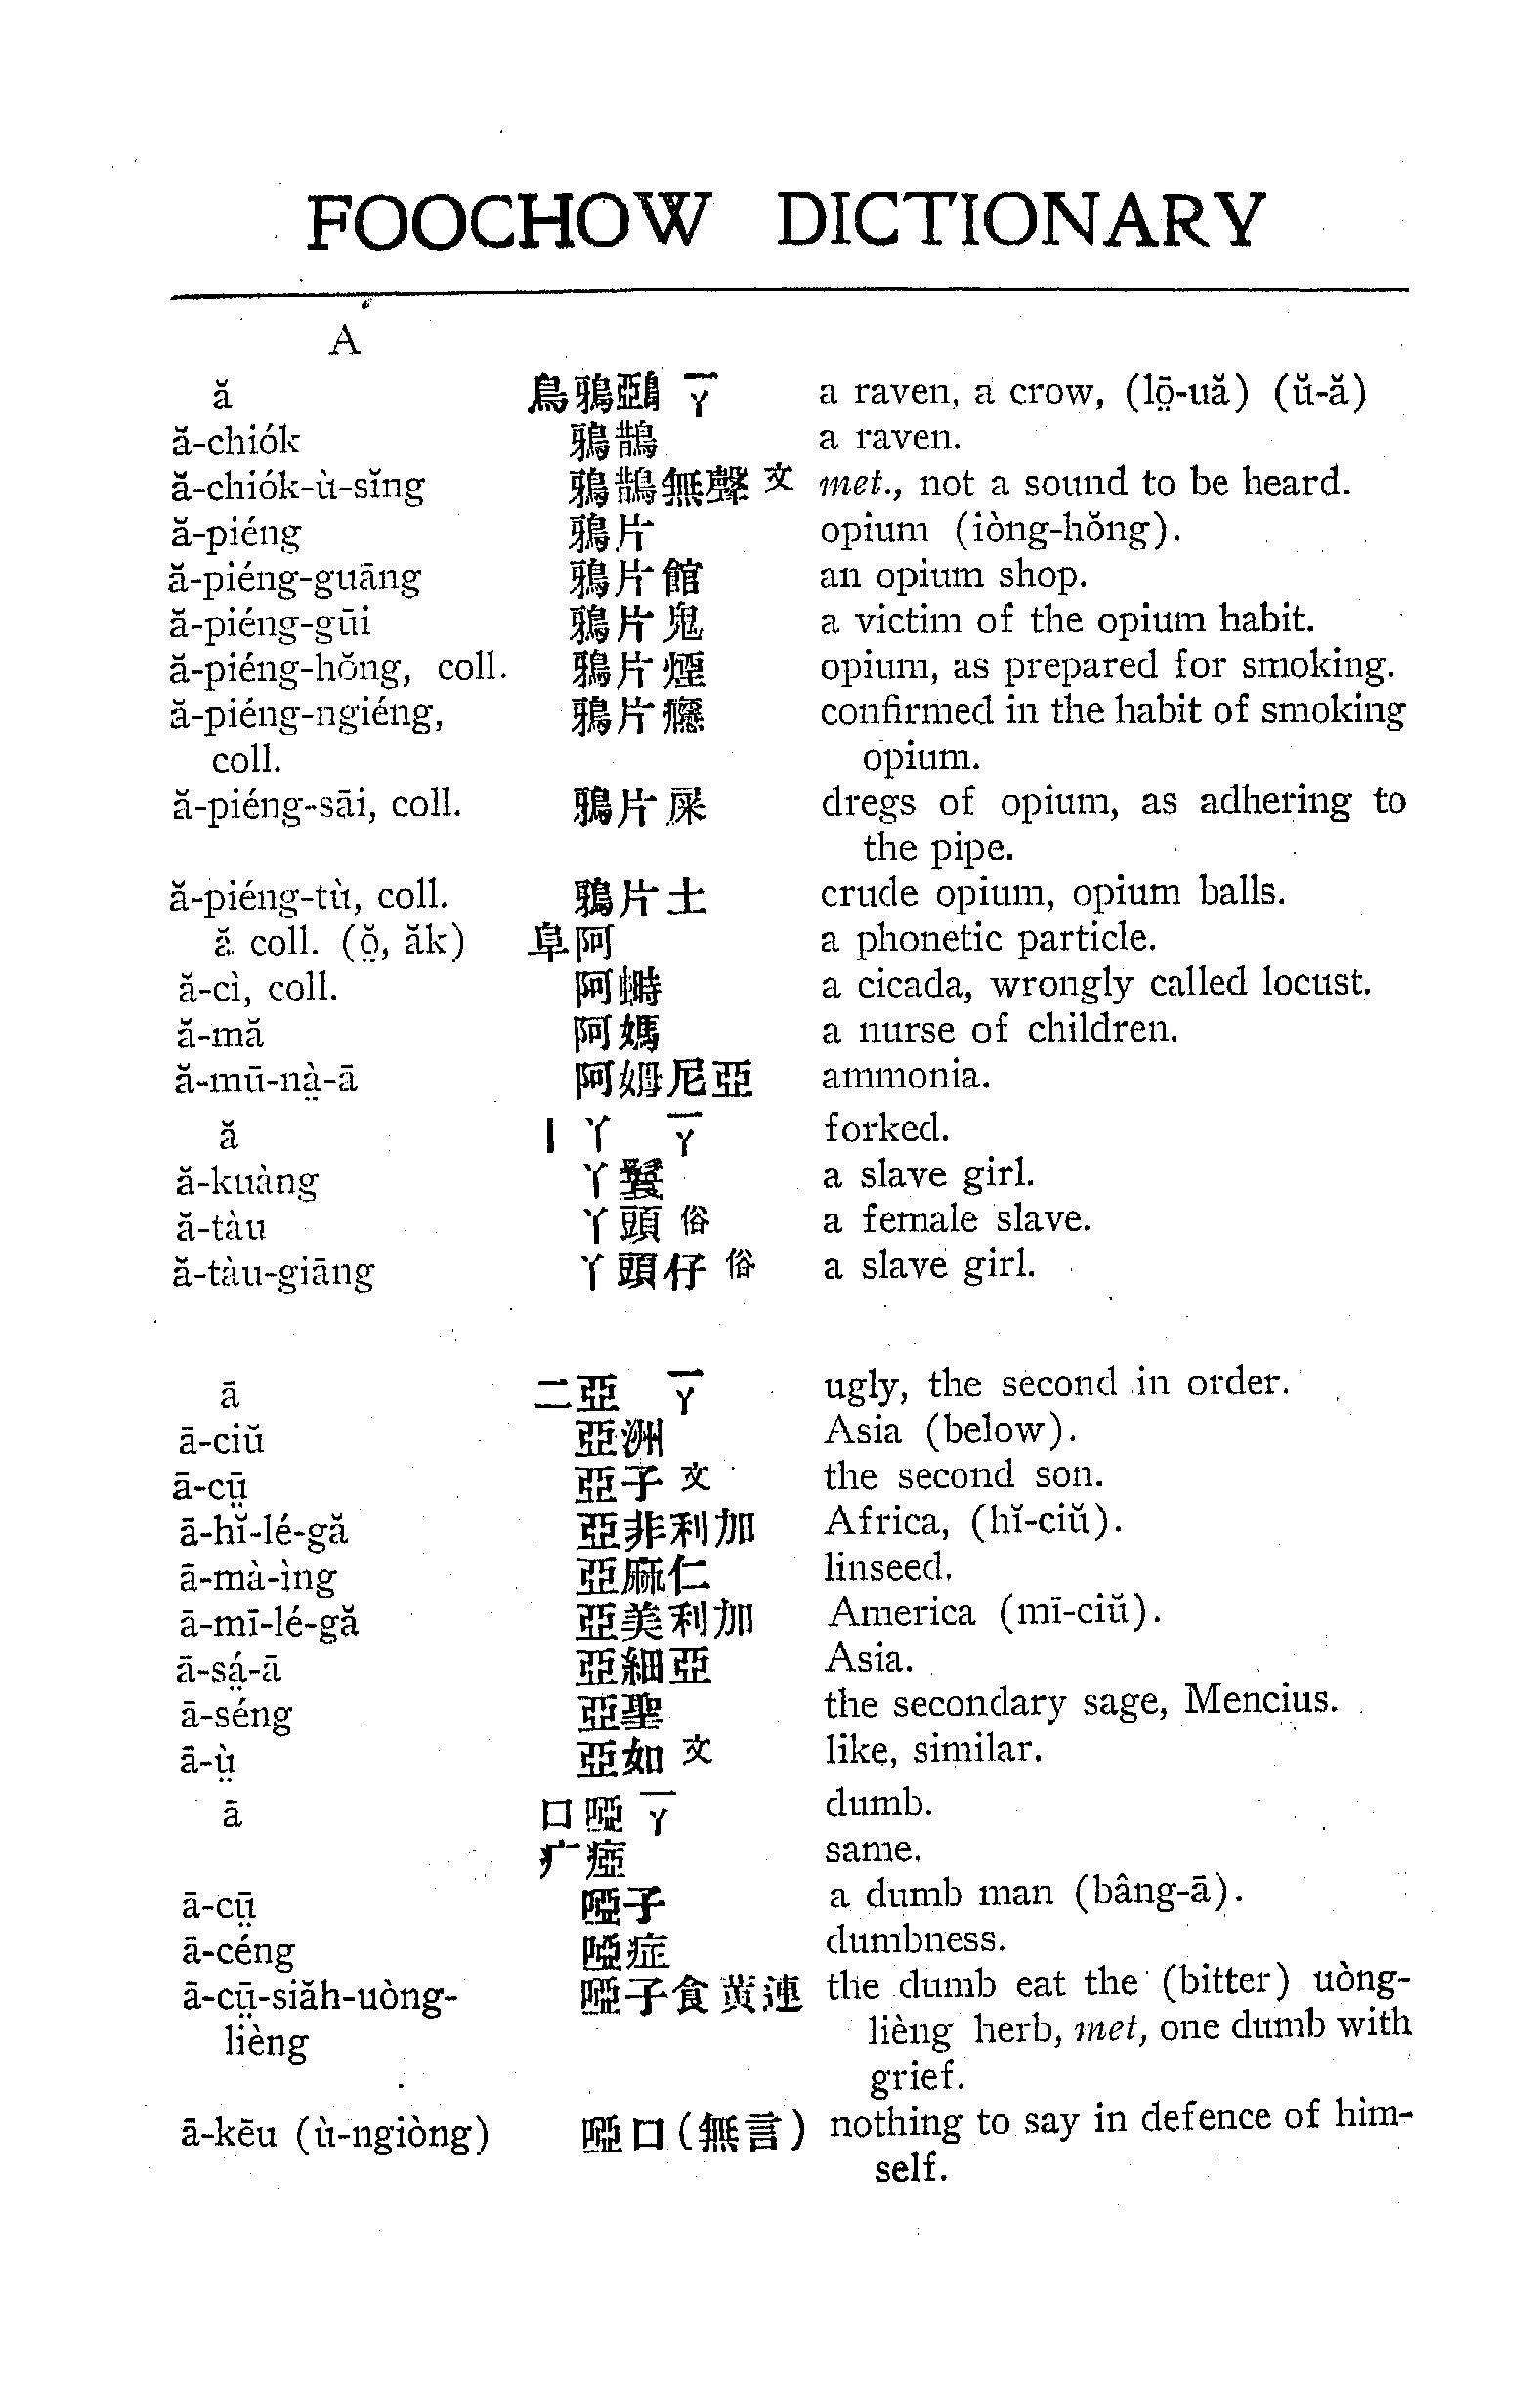 FOOCHOW DICTIONARY
A
ă 鳥鴉鵶 ㄚ a raven, a crow, (lō̤-uă) (ŭ-ă)
ă-chiók 鴉鵲 a raven.
ă-chiók-ù-sĭng 鴉鵲無聲 文 met., not a sound to be heard.
ă-piéng 鴉片 opium (iòng-hŏng).
ă-piéng-guāng 鴉片館 an opium shop.
ă-piéng-gūi 鴉片鬼 a victim of the opium habit.
ă-piéng-hŏng, coll. 鴉片煙 opium, as prepared for smoking.
ă-piéng-ngiéng, 鴉片癮 confirmed in the habit of smoking
coll. opium.
ă-piéng-sāi, coll. 鴉片屎 dregs of opium, as adhering to
the pipe.
ă-piéng-tù, coll. 鴉片土 crude opium, opium balls.
ă coll. (ŏ̤, ăk) 阜阿 a phonetic particle.
ă-cì, coll. 阿蝉 a cicada, wrongly called locust.
ă-mă 阿媽 a nurse of children.
ă-mū-nà̤-ā 阿姆尼亞 ammonia.
ă 丨丫 ㄚ forked.
ă-kuàng 丫鬟 a slave girl.
ă-tàu 丫頭 俗 a female slave.
ă-tàu-giāng 丫頭仔 俗 a slave girl.
ā 二亞 ㄚ ugly, the second in order.
ā-ciŭ 亞洲 Asia (below).
ā-cṳ̄ 亞子 文 the second son.
ā-hĭ-lé-gă 亞非利加 Africa, (hĭ-ciŭ).
ā-mà-ìng 亞麻仁 linseed.
ā-mī-lé-gă 亞美利加 America (mī-ciŭ).
ā-sá̤-ā 亞細亞 Asia.
ā-séng 亞聖 the secondary sage, Mencius.
ā-ṳ̀ 亞如 文 like, similar.
ā 口啞 ㄚ dumb.
疒瘂 same.
ā-cṳ̄ 啞子 a dumb man (bâng-ā).
ā-céng 啞症 dumbness.
ā-cṳ̄-siăh-uòng- 啞子食黃連 the dumb eat the (bitter) uòng-
lièng lièng herb, met, one dumb with
grief.
ā-kēu (ù-ngiòng) 啞口(無言) nothing to say in defence of him-
self.